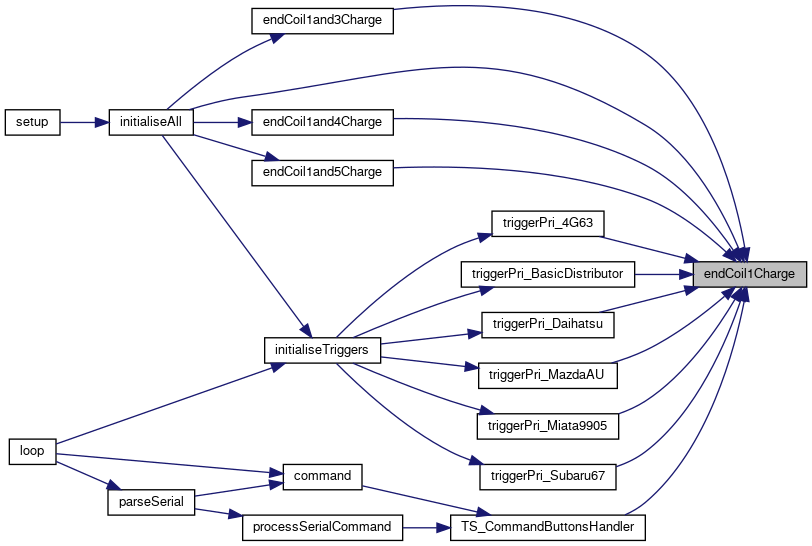 endCoil1and3Charge
setup
initialiseAll
endCoil1and4Charge
endCoil1and5Charge
triggerPri_4G63
triggerPri_BasicDistributor
endCoil1Charge
triggerPri_Daihatsu
initialiseTriggers
triggerPri_MazdaAU
triggerPri_Miata9905
loop
command
triggerPri_Subaru67
parseSerial
processSerialCommand
TS_CommandButtonsHandler